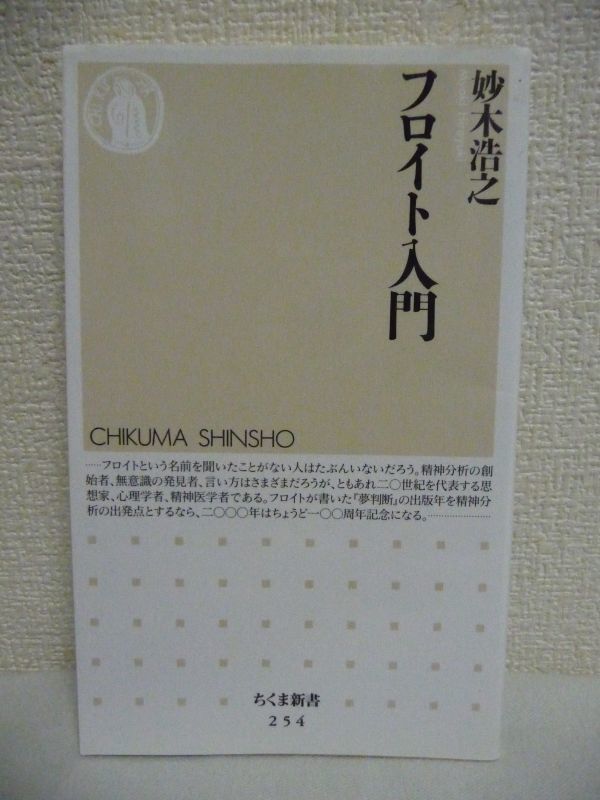 妙木浩之
フロイト入門
CHIKUMA SHINSHO
……フロイトという名前を聞いたことがない人はたぶんいないだろう。精神分析の創
始者、無意識の発見者、言い方はさまざまだろうが、ともあれ二〇世紀を代表する思
想家、心理学者、精神医学者である。フロイトが書いた『夢判断』の出版年を精神分
析の出発点とするなら、二〇〇〇年はちょうど一〇〇周年記念になる。…………………
ちくま新書
254